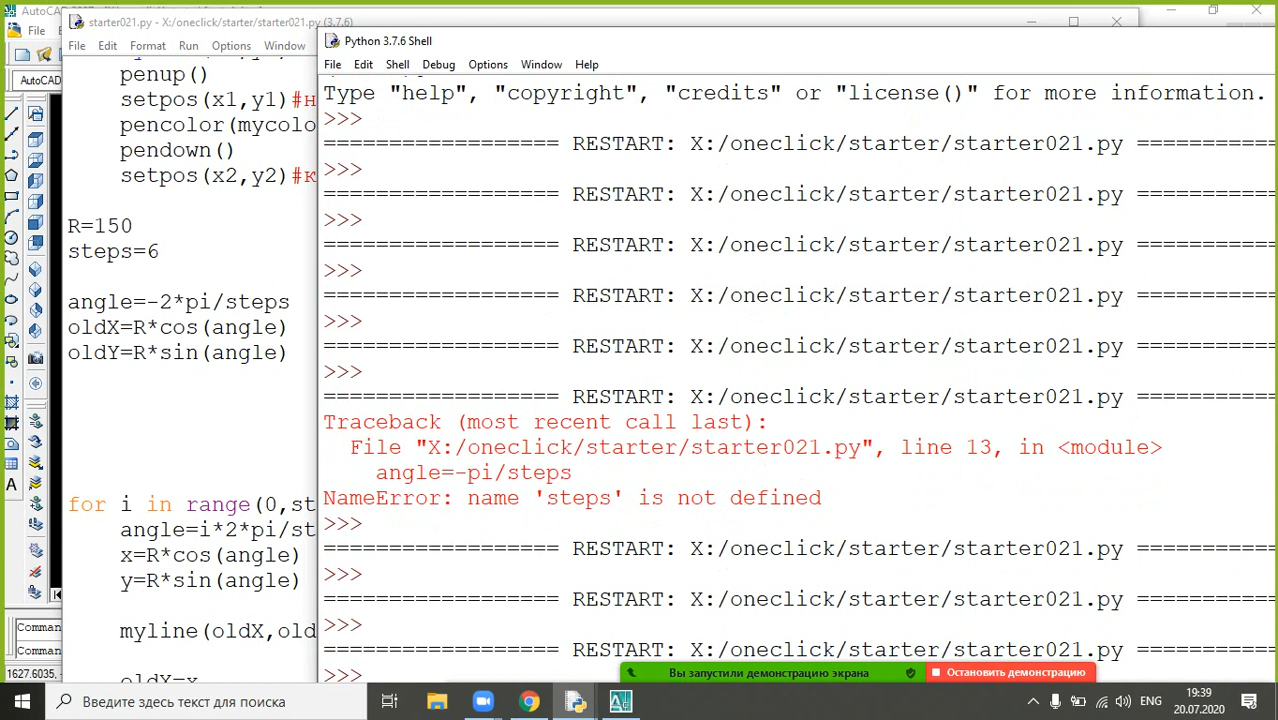 AutoCAD 2
starter021.py - X:/oneclick/starter/starter021.py (3.7.6)
File
File Edit Format Run Options Window
AutoCAD
penup()
setpos(x1,y1)#н
pencolor(mycolo
pendown()
setpos(x2,y2)#к
R=150
steps=6
angle=-2*pi/steps
oldX=R*cos(angle)
oldY=R*sin(angle)
for i in range(0,st
angle=i*2*pi/st
x=R*cos(angle)
y=R*sin(angle)
myline(oldX,old
oldX=x
Python 3.7.6 Shell
File Edit Shell Debug Options Window Help
Type "help", "copyright", "credits" or "license()" for more information.
>>>
================== RESTART: X:/oneclick/starter/starter021.py ===========
>>>
================== RESTART: X:/oneclick/starter/starter021.py ===========
>>>
================== RESTART: X:/oneclick/starter/starter021.py ===========
>>>
================== RESTART: X:/oneclick/starter/starter021.py ===========
>>>
================== RESTART: X:/oneclick/starter/starter021.py ===========
>>>
================== RESTART: X:/oneclick/starter/starter021.py ===========
Traceback (most recent call last):
File "X:/oneclick/starter/starter021.py", line 13, in <module>
angle=-pi/steps
NameError: name 'steps' is not defined
>>>
================== RESTART: X:/oneclick/starter/starter021.py ===========
>>>
================== RESTART: X:/oneclick/starter/starter021.py ===========
>>>
================== RESTART: X:/oneclick/starter/starter021.py ===========
>>>
A
Comman
Comman
1627.6035,
Вы запустили демонстрацию экрана
Остановить демонстрацию
Введите здесь текст для поиска
ENG
19:39
20.07.2020